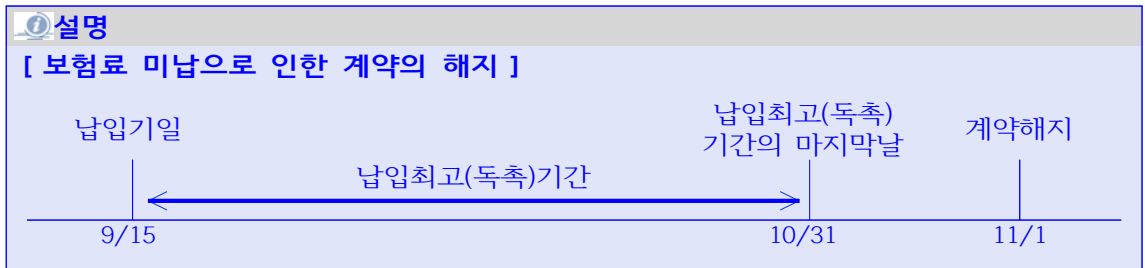 설명
[ 보험료 미납으로 인한 계약의 해지 ]
납입기일
납입최고(독촉)
기간의 마지막날
계약해지
납입최고(독촉)기간
9/15
10/31
11/1